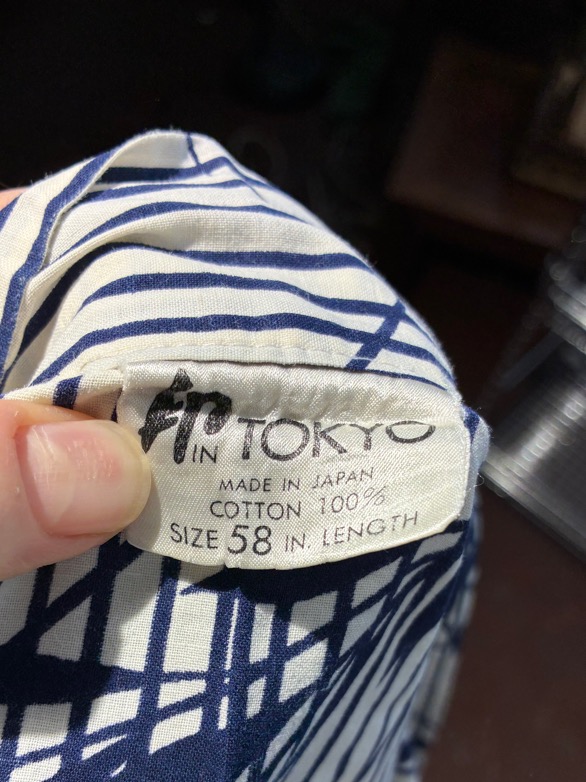 IN TOKYO
MADE IN JAPAN
COTTON 100%
SIZE 58 IN. LENGTH